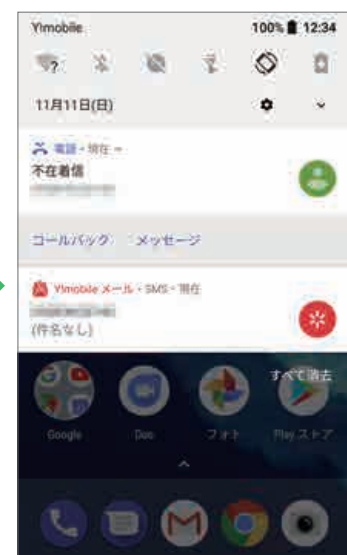 Y!mobile 100% 12:34
?
11月11日(日)
電話・現在
不在着信
コールバック メッセージ
Y!mobile メール・SMS・現在
(件名なし)
すべて消去
Google Duo フォト Play ストア